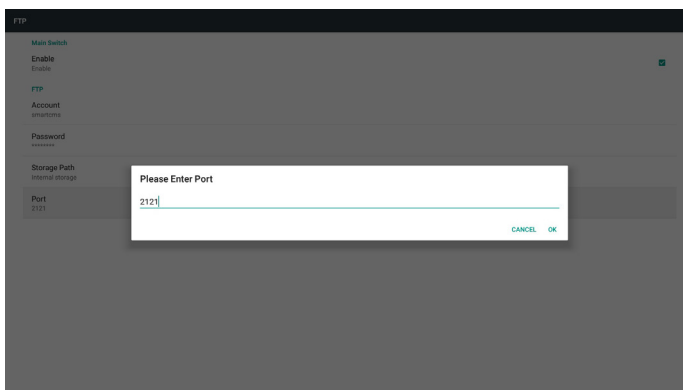 FTP
Main Switch
Enable
Enable
FTP
Account
smartcms
Password
********
Storage Path
Internal storage
Port
2121
Please Enter Port
2121
CANCEL OK